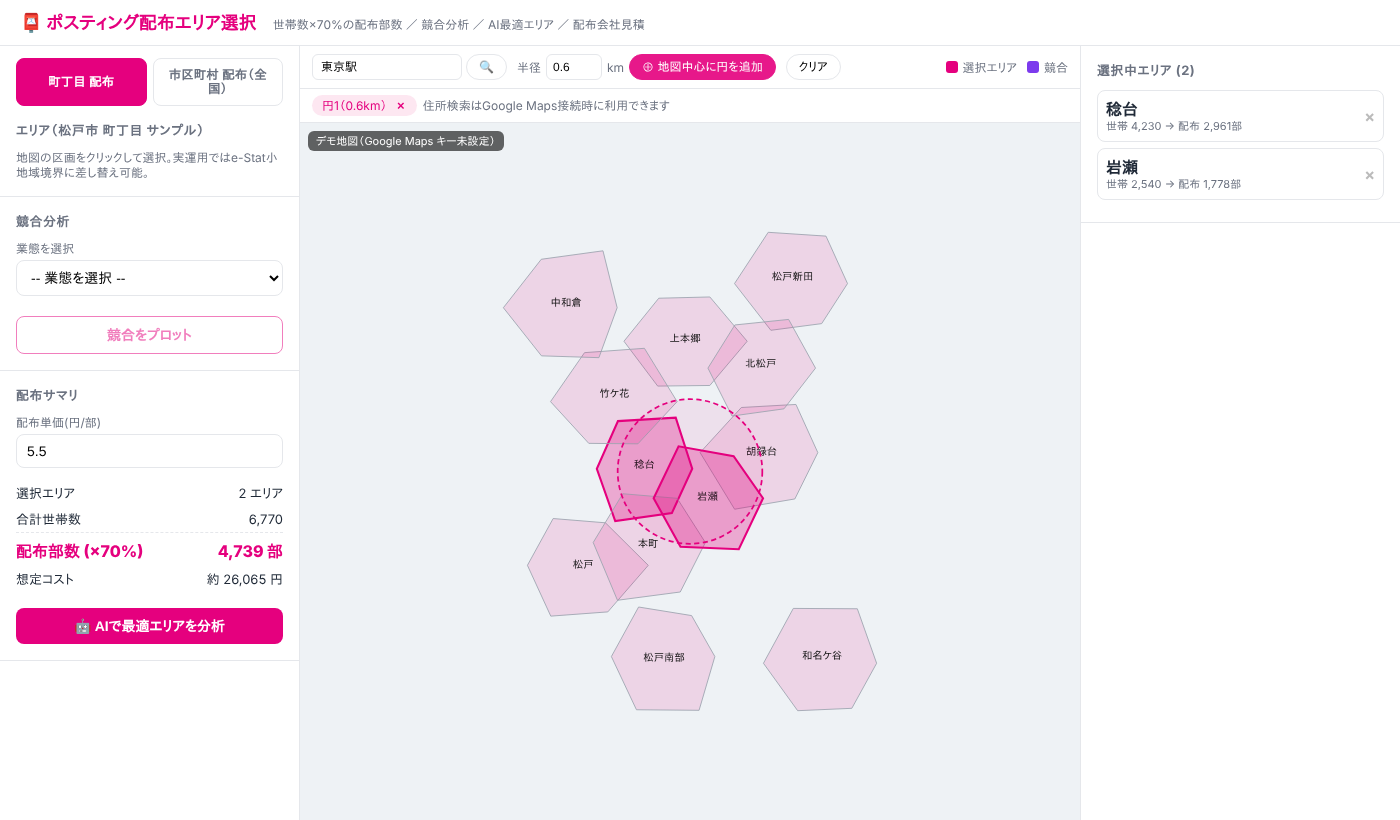 📮 ポスティング配布エリア選択
世帯数×70%の配布部数 ／ 競合分析 ／ AI最適エリア ／ 配布会社見積
町丁目 配布
市区町村 配布（全
国）
エリア（松戸市 町丁目 サンプル）
地図の区画をクリックして選択。実運用ではe-Stat小
地域境界に差し替え可能。
競合分析
業態を選択
-- 業態を選択 --
競合をプロット
配布サマリ
配布単価(円/部)
5.5
選択エリア 2 エリア
合計世帯数 6,770
配布部数 (×70%) 4,739 部
想定コスト 約 26,065 円
🤖 AIで最適エリアを分析
東京駅
🔍
半径 0.6 km
⊕ 地図中心に円を追加
クリア
選択エリア 競合
円1（0.6km） ×
住所検索はGoogle Maps接続時に利用できます
デモ地図（Google Maps キー未設定）
松戸新田
中和倉
上本郷
北松戸
竹ケ花
胡録台
稔台
岩瀬
本町
松戸
松戸南部
和名ケ谷
選択中エリア (2)
稔台
世帯 4,230 → 配布 2,961部
×
岩瀬
世帯 2,540 → 配布 1,778部
×